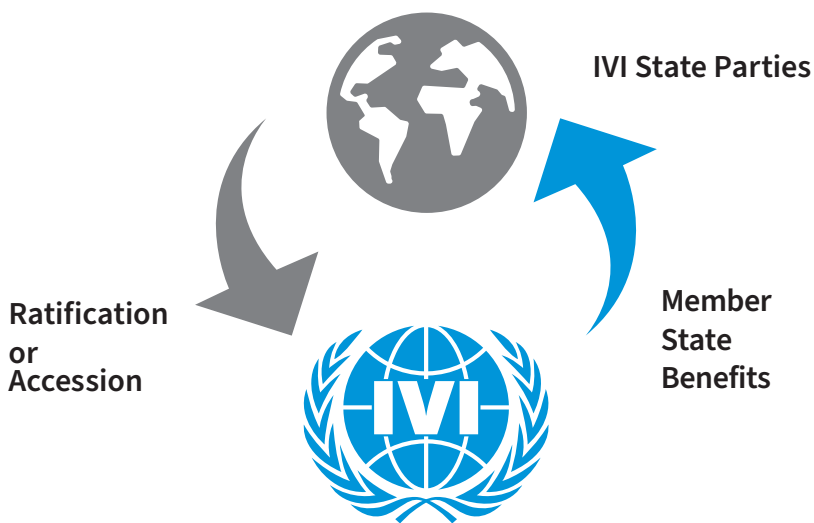 IVI State Parties
Ratification
or
Accession
Member
State
Benefits
IVI